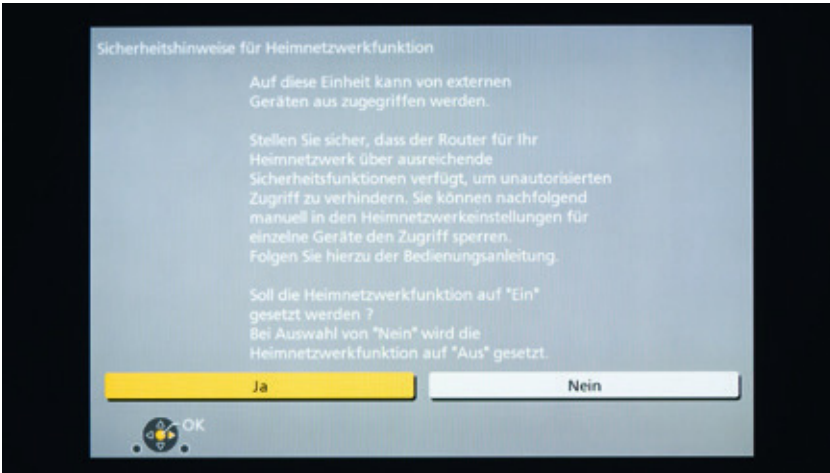 Sicherheitshinweise für Heimnetzwerkfunktion
Auf diese Einheit kann von externen
Geräten aus zugegriffen werden.
Stellen Sie sicher, dass der Router für Ihr
Heimnetzwerk über ausreichende
Sicherheitsfunktionen verfügt, um unautorisierten
Zugriff zu verhindern. Sie können nachfolgend
manuell in den Heimnetzwerkeinstellungen für
einzelne Geräte den Zugriff sperren.
Folgen Sie hierzu der Bedienungsanleitung.
Soll die Heimnetzwerkfunktion auf "Ein"
gesetzt werden ?
Bei Auswahl von "Nein" wird die
Heimnetzwerkfunktion auf "Aus" gesetzt.
Ja
Nein
OK